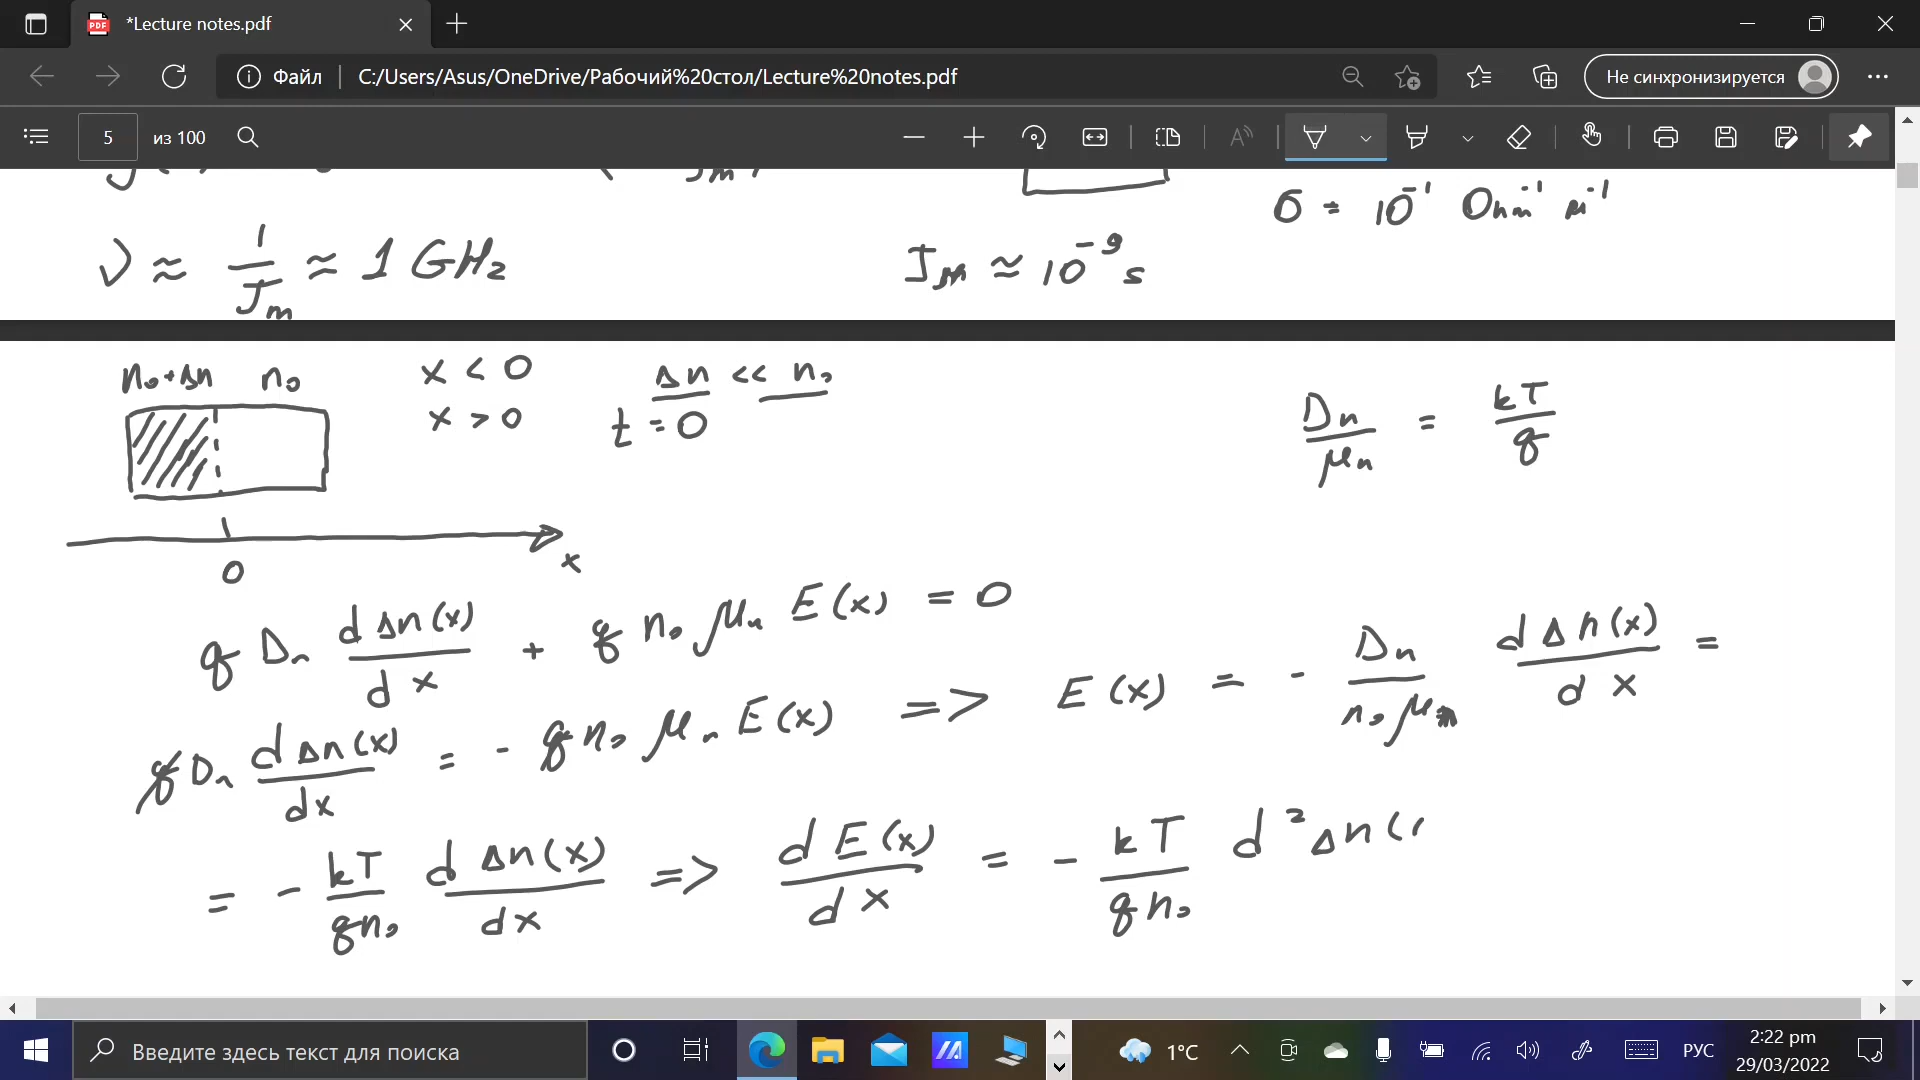 *Lecture notes.pdf
Файл | C:/Users/Asus/OneDrive/Рабочий%20стол/Lecture%20notes.pdf
Не синхронизируется
5 из 100
σ = 10⁻¹ Ohm⁻¹ m⁻¹
ν ≈ 1/τm ≈ 1 GHz
τm ≈ 10⁻⁹ s
n₀+Δn n₀ x < 0 Δn << n₀
x > 0 t = 0
Dn/μn = kT/q
0 x
q Dn dΔn(x)/dx + q n₀ μn E(x) = 0
q Dn dΔn(x)/dx = - q n₀ μn E(x) => E(x) = - Dn/n₀ μn dΔn(x)/dx =
= - kT/qn₀ dΔn(x)/dx => dE(x)/dx = - kT/qn₀ d²Δn(
Введите здесь текст для поиска
1°C
РУС
2:22 pm
29/03/2022